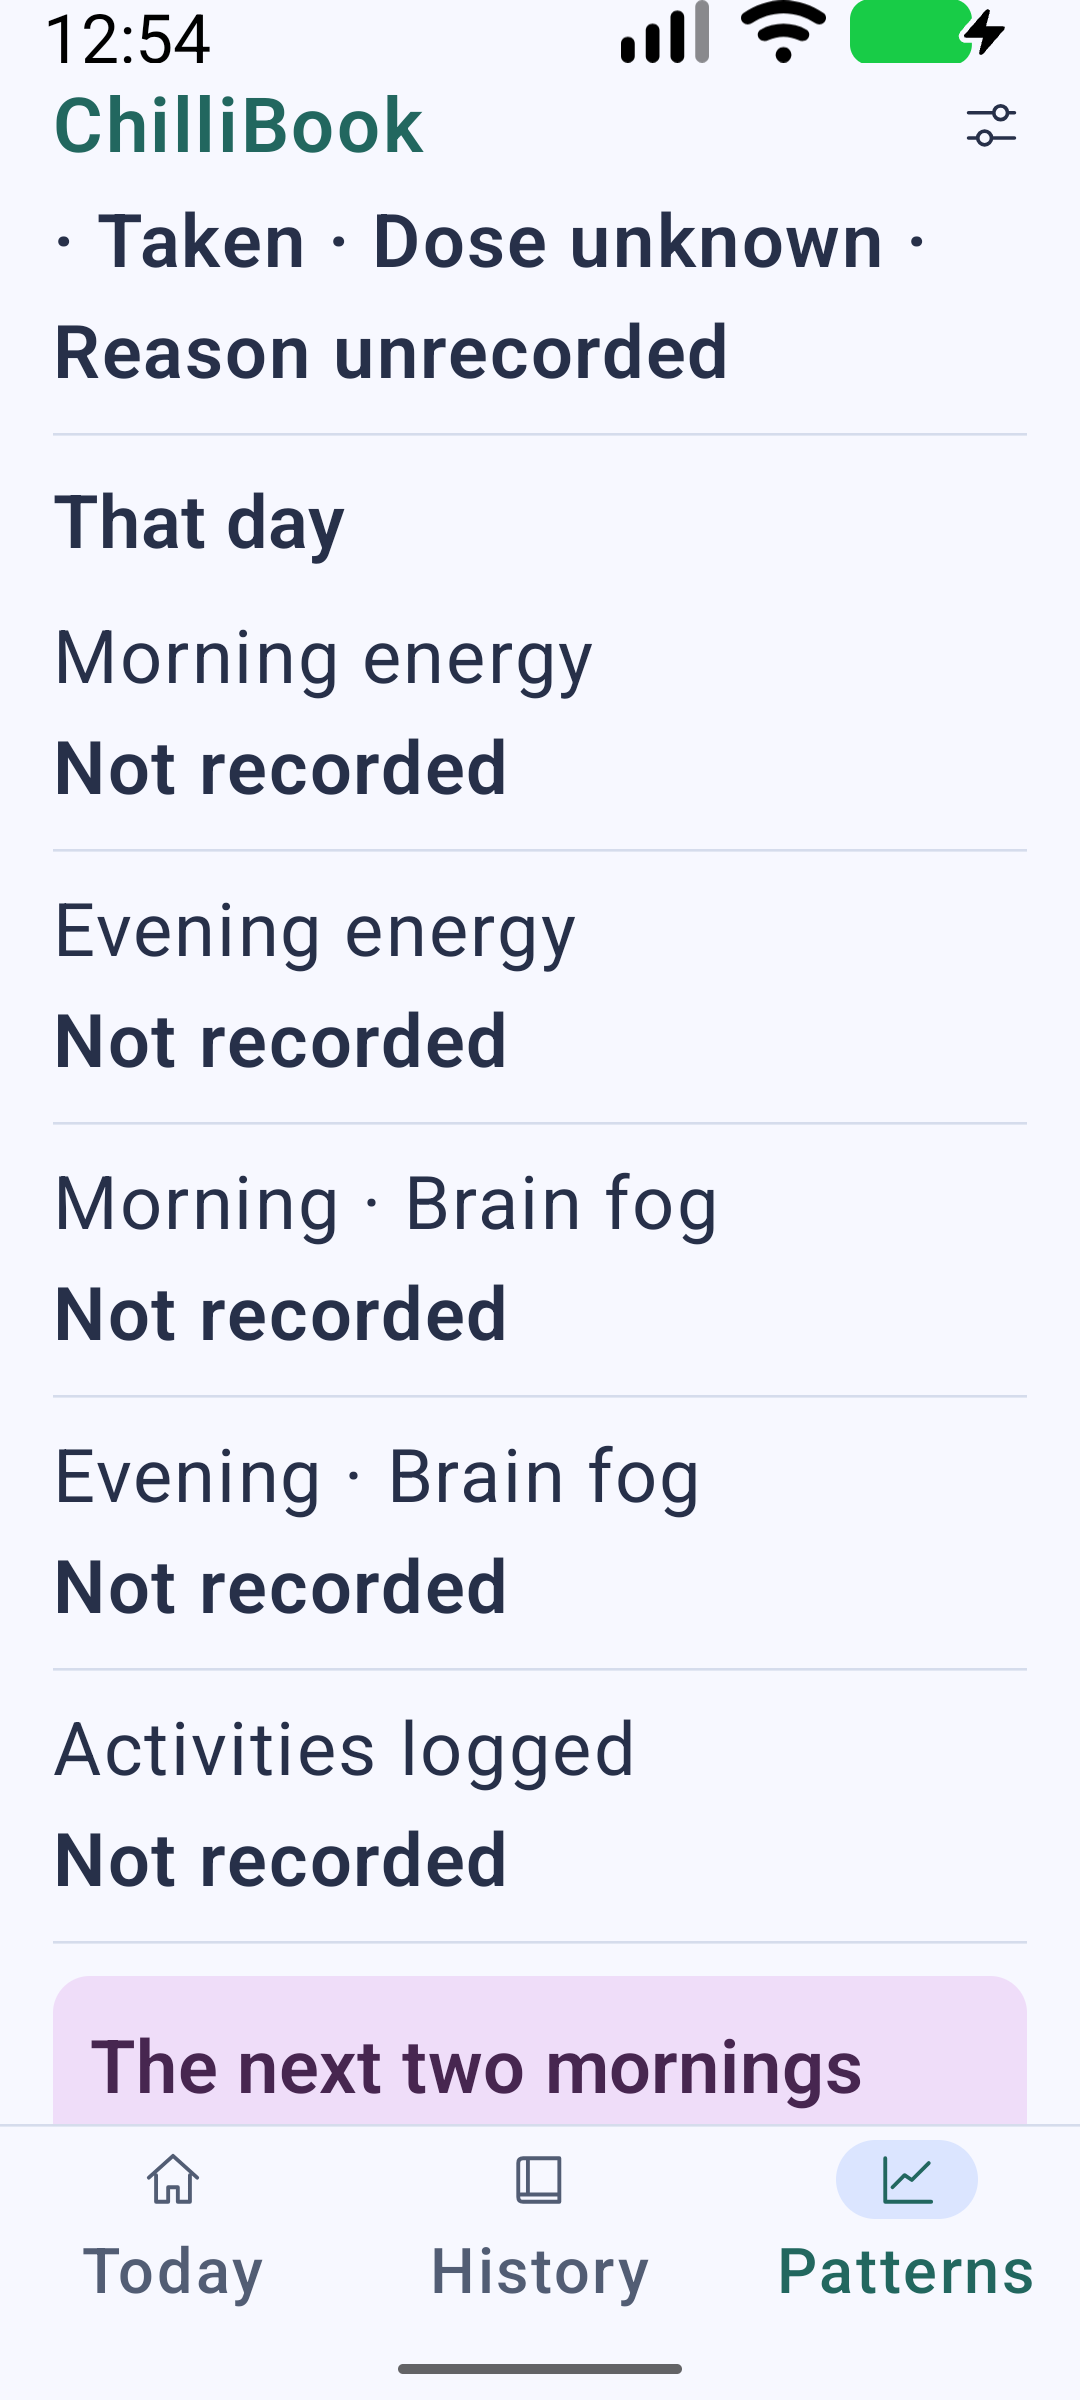 12:54
ChilliBook
· Taken · Dose unknown ·
Reason unrecorded
That day
Morning energy
Not recorded
Evening energy
Not recorded
Morning · Brain fog
Not recorded
Evening · Brain fog
Not recorded
Activities logged
Not recorded
The next two mornings
Today
History
Patterns